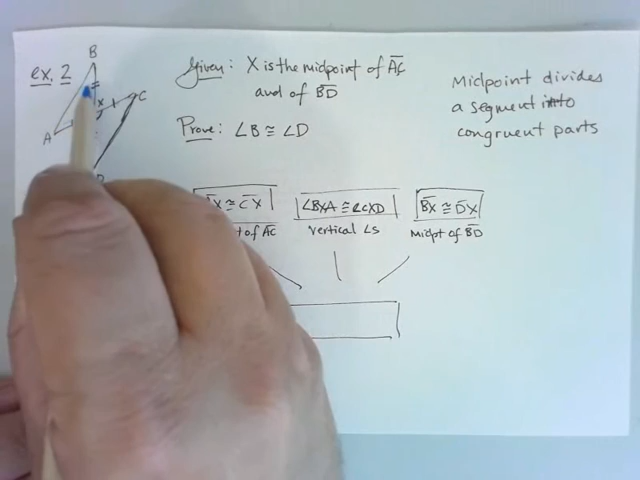 ex. 2
B
C
X
A
Given: X is the midpoint of AC
and of BD
Prove: ∠B ≅ ∠D
Midpoint divides
a segment into
congruent parts
X ≅ CX
of AC
∠BXA ≅ ∠CXD
vertical ∠s
BX ≅ DX
midpt of BD